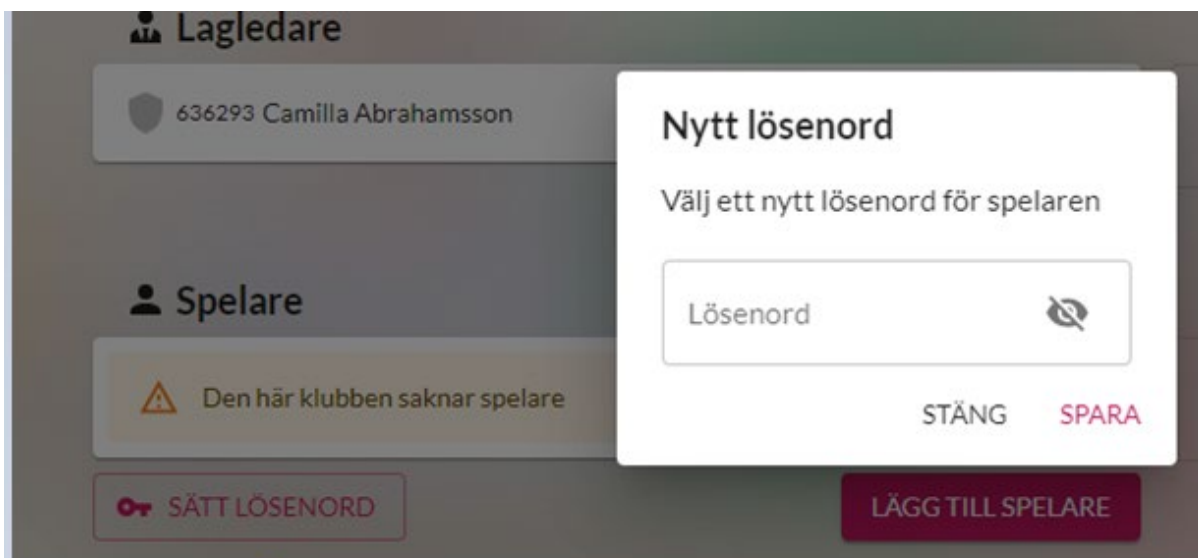 Lagledare
636293 Camilla Abrahamsson
Nytt lösenord
Välj ett nytt lösenord för spelaren
Lösenord
STÄNG SPARA
Spelare
Den här klubben saknar spelare
SÄTT LÖSENORD
LÄGG TILL SPELARE